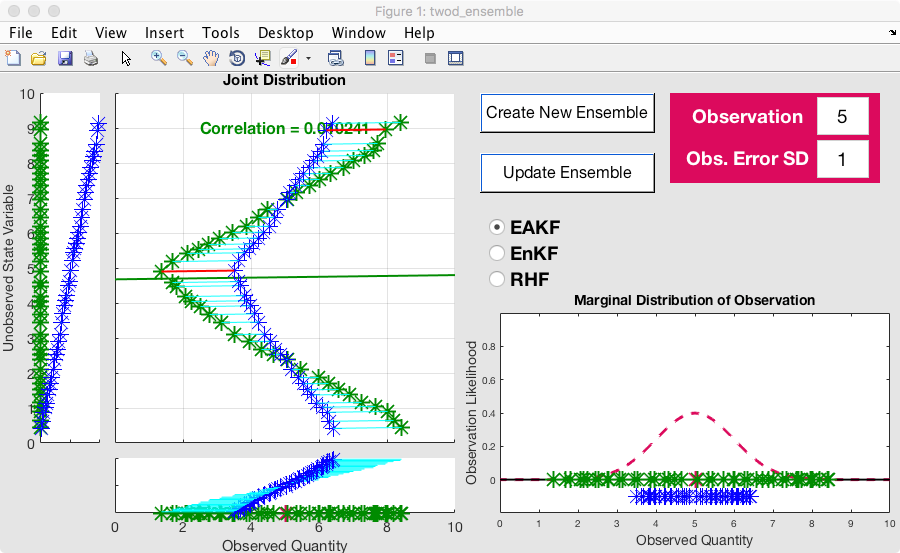 Figure 1: twod_ensemble
File Edit View Insert Tools Desktop Window Help
Joint Distribution
10
9
8
7
6
5
4
3
2
1
0
Unobserved State Variable
0 2 4 6 8 10
Observed Quantity
Create New Ensemble
Update Ensemble
Observation 5
Obs. Error SD 1
EAKF
EnKF
RHF
Marginal Distribution of Observation
0.8
0.6
0.4
0.2
0
Observation Likelihood
0 1 2 3 4 5 6 7 8 9 10
Observed Quantity
Correlation =